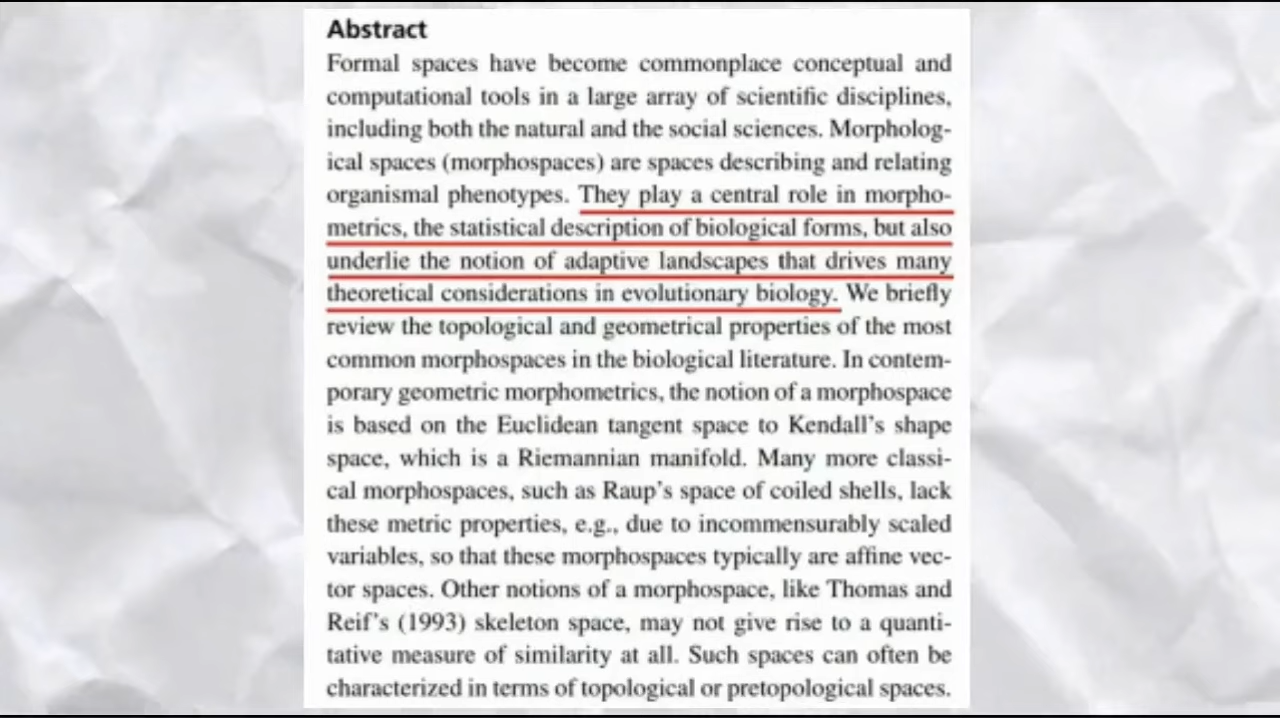 Abstract
Formal spaces have become commonplace conceptual and
computational tools in a large array of scientific disciplines,
including both the natural and the social sciences. Morpholog-
ical spaces (morphospaces) are spaces describing and relating
organismal phenotypes. They play a central role in morpho-
metrics, the statistical description of biological forms, but also
underlie the notion of adaptive landscapes that drives many
theoretical considerations in evolutionary biology. We briefly
review the topological and geometrical properties of the most
common morphospaces in the biological literature. In contem-
porary geometric morphometrics, the notion of a morphospace
is based on the Euclidean tangent space to Kendall's shape
space, which is a Riemannian manifold. Many more classi-
cal morphospaces, such as Raup's space of coiled shells, lack
these metric properties, e.g., due to incommensurably scaled
variables, so that these morphospaces typically are affine vec-
tor spaces. Other notions of a morphospace, like Thomas and
Reif's (1993) skeleton space, may not give rise to a quanti-
tative measure of similarity at all. Such spaces can often be
characterized in terms of topological or pretopological spaces.